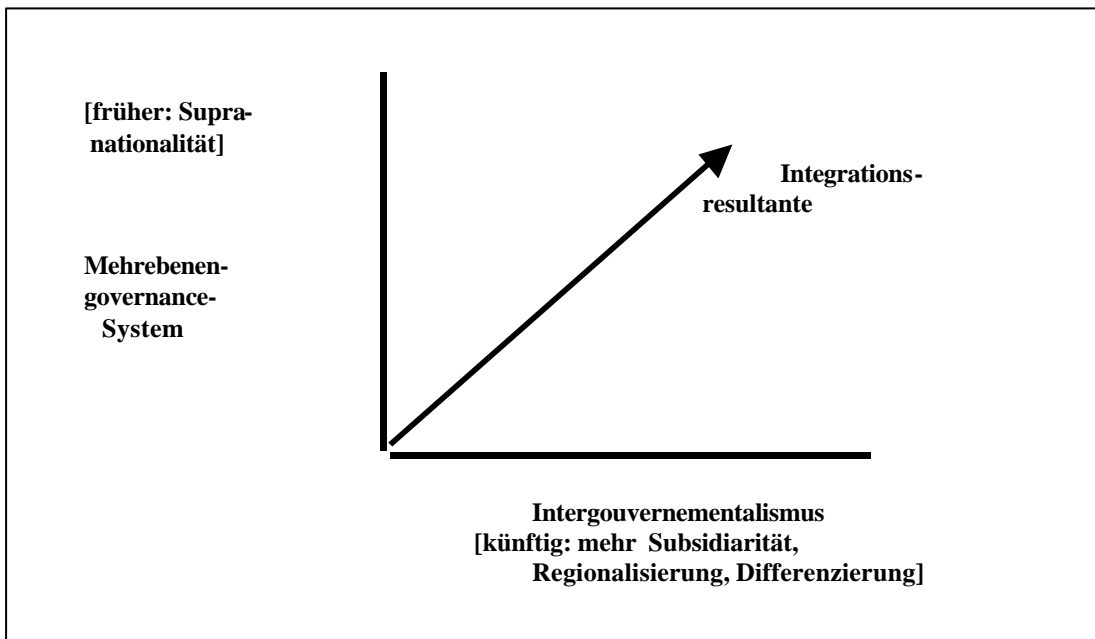 [früher: Supra-
nationalität]
Mehrebenen-
governance-
System
Integrations-
resultante
Intergouvernementalismus
[künftig: mehr Subsidiarität,
Regionalisierung, Differenzierung]